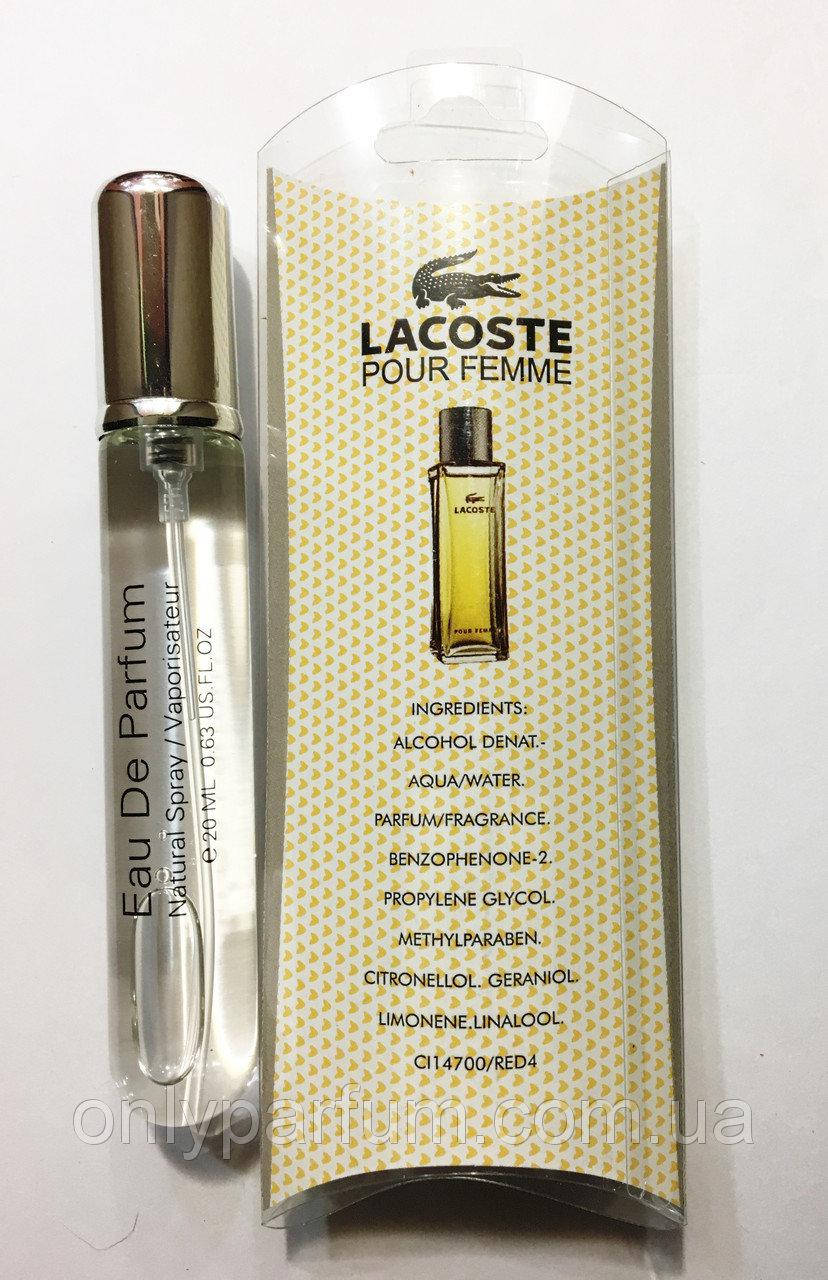 Eau De Parfum
Natural Spray / Vaporisateur
℮ 20 ML 0.63 US.FL.OZ
LACOSTE
POUR FEMME
LACOSTE
POUR FEMME
INGREDIENTS:
ALCOHOL DENAT.-
AQUA/WATER.
PARFUM/FRAGRANCE.
BENZOPHENONE-2.
PROPYLENE GLYCOL.
METHYLPARABEN.
CITRONELLOL. GERANIOL.
LIMONENE.LINALOOL.
CI14700/RED4
onlyparfum.com.ua